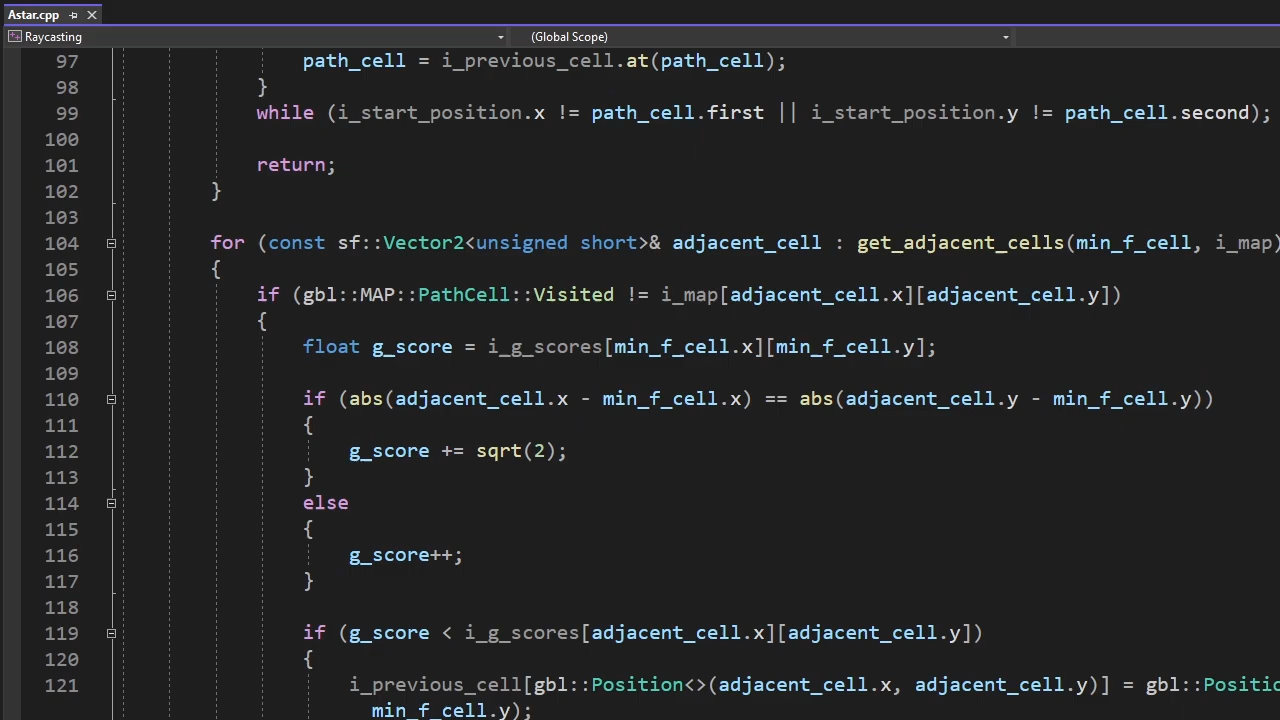 Astar.cpp
Raycasting (Global Scope)
97 path_cell = i_previous_cell.at(path_cell);
98 }
99 while (i_start_position.x != path_cell.first || i_start_position.y != path_cell.second);
100
101 return;
102 }
103
104 for (const sf::Vector2<unsigned short>& adjacent_cell : get_adjacent_cells(min_f_cell, i_map)
105 {
106 if (gbl::MAP::PathCell::Visited != i_map[adjacent_cell.x][adjacent_cell.y])
107 {
108 float g_score = i_g_scores[min_f_cell.x][min_f_cell.y];
109
110 if (abs(adjacent_cell.x - min_f_cell.x) == abs(adjacent_cell.y - min_f_cell.y))
111 {
112 g_score += sqrt(2);
113 }
114 else
115 {
116 g_score++;
117 }
118
119 if (g_score < i_g_scores[adjacent_cell.x][adjacent_cell.y])
120 {
121 i_previous_cell[gbl::Position<>(adjacent_cell.x, adjacent_cell.y)] = gbl::Positio
min_f_cell.y);